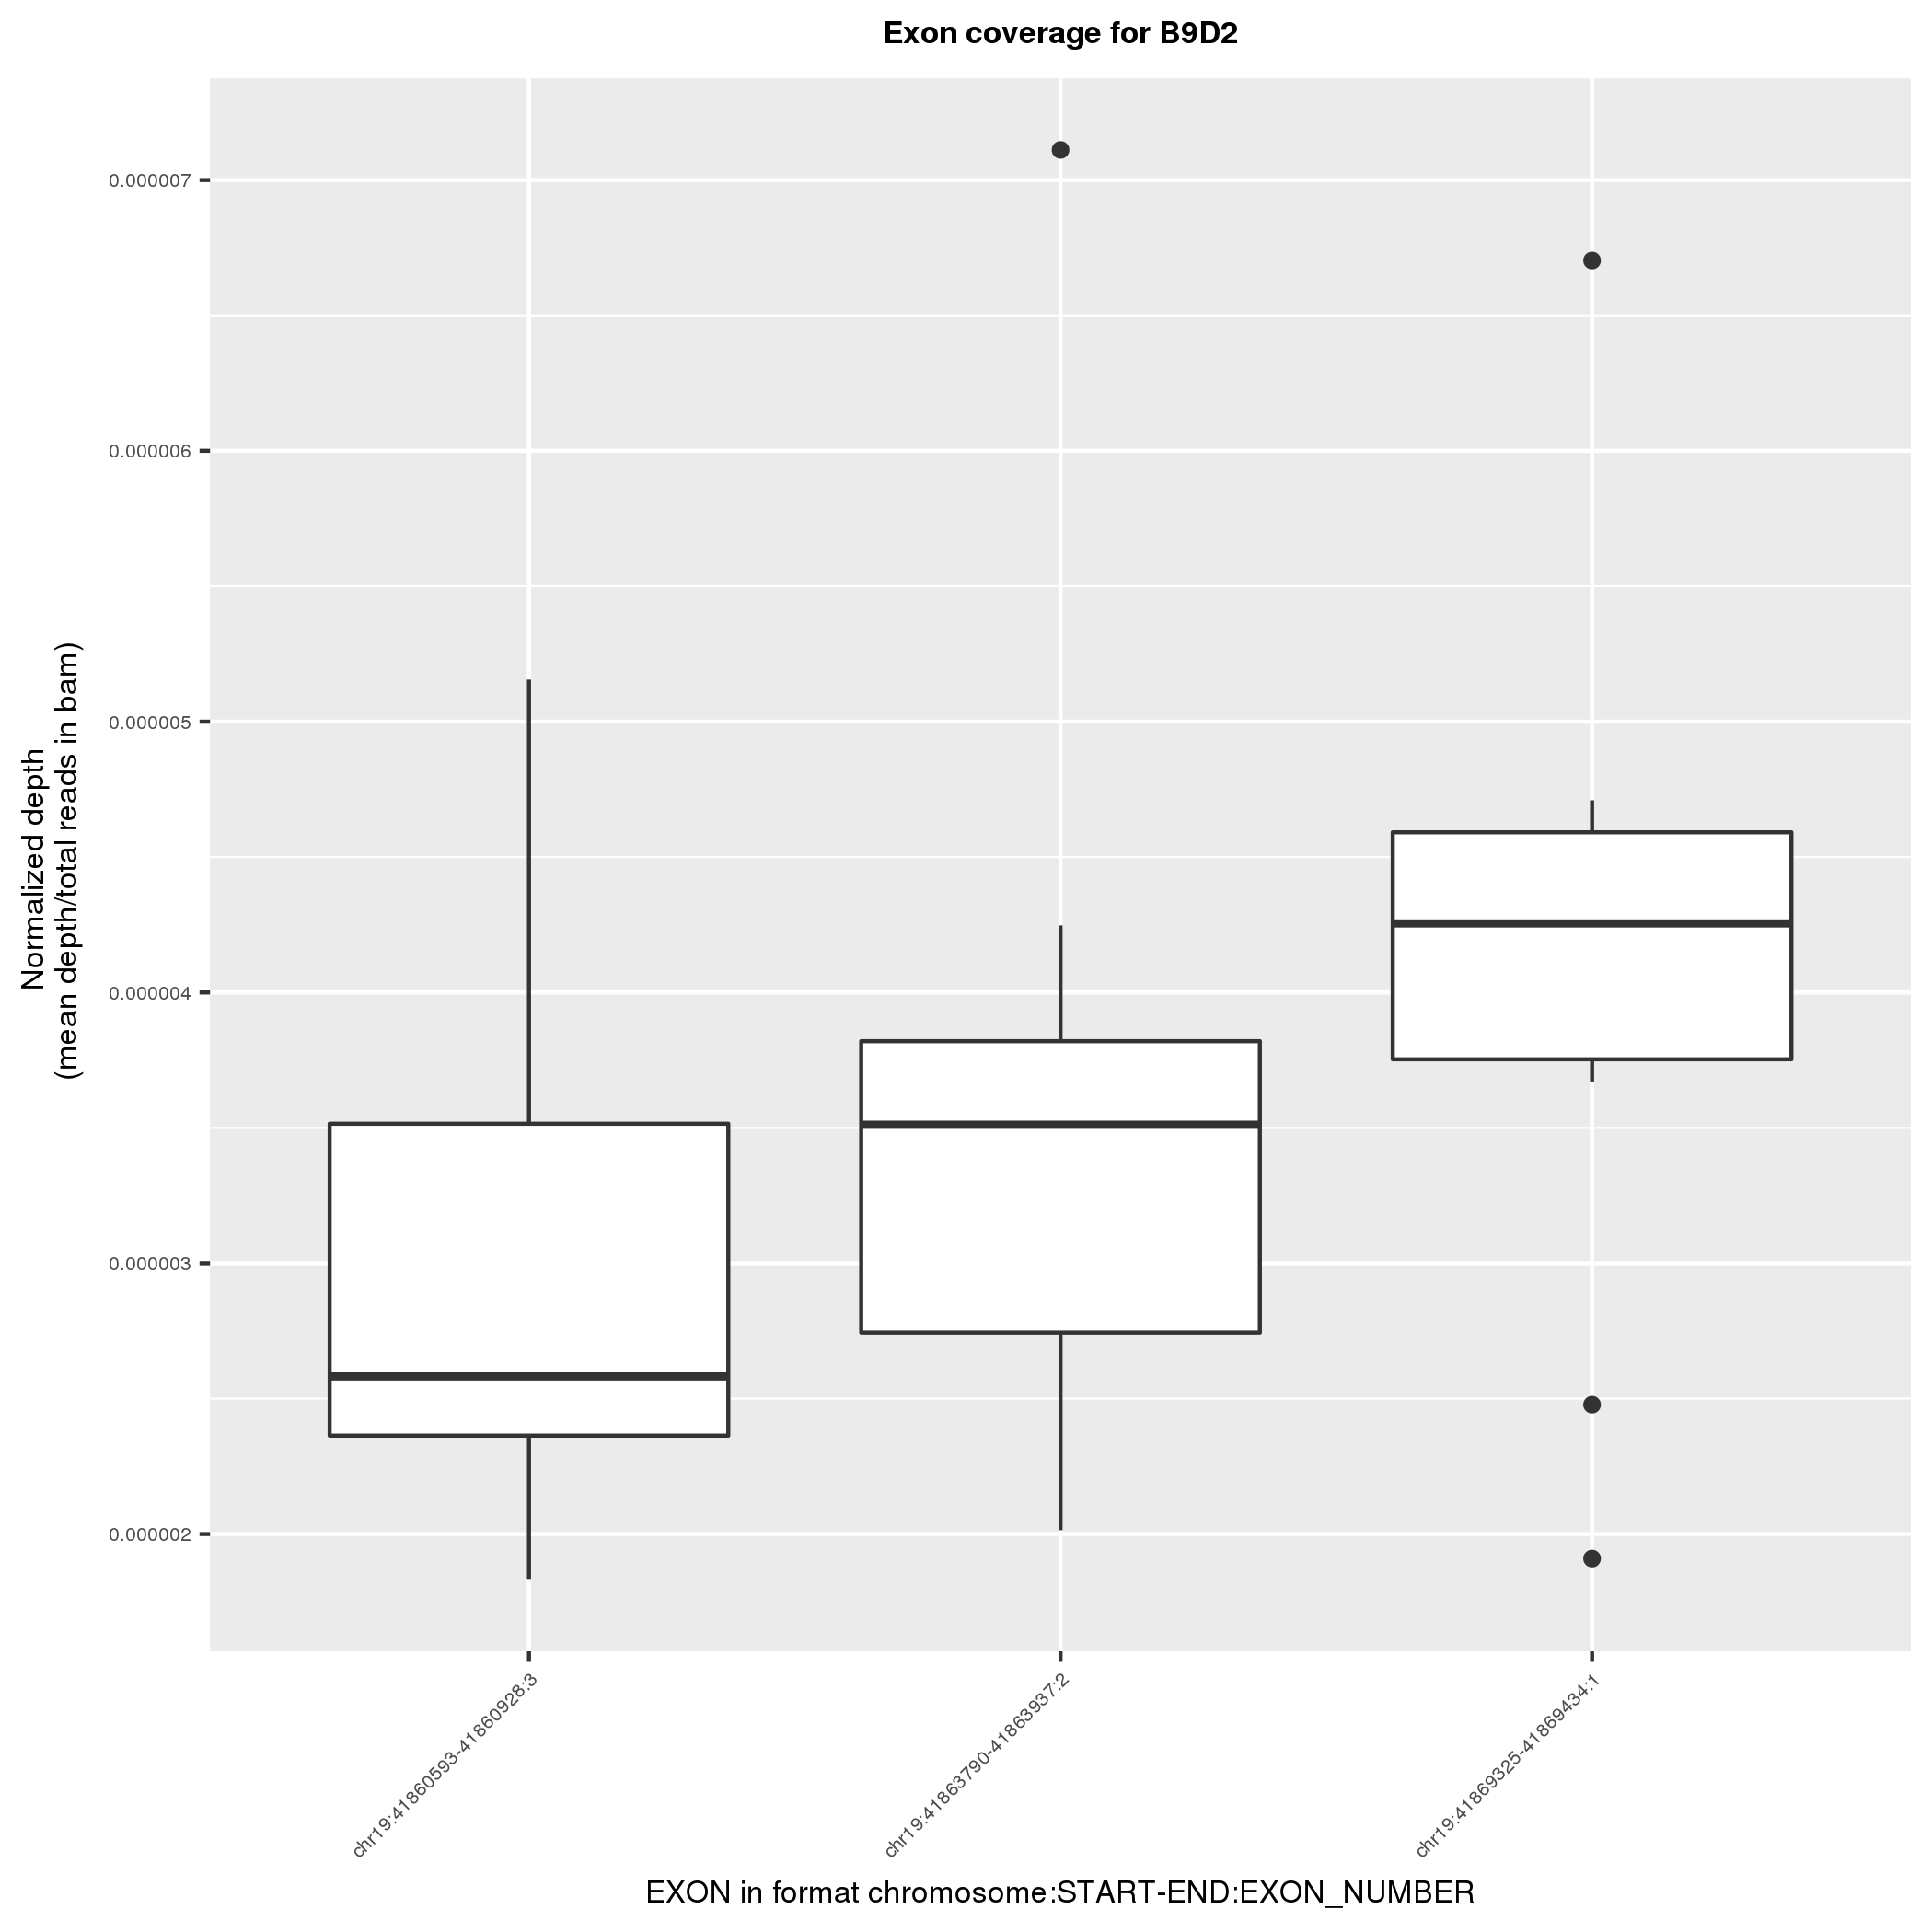 Exon coverage for B9D2
Normalized depth
(mean depth/total reads in bam)
0.000007
0.000006
0.000005
0.000004
0.000003
0.000002
chr19:41860593-41860928:3
chr19:41863790-41863937:2
chr19:41869325-41869434:1
EXON in format chromosome:START-END:EXON_NUMBER